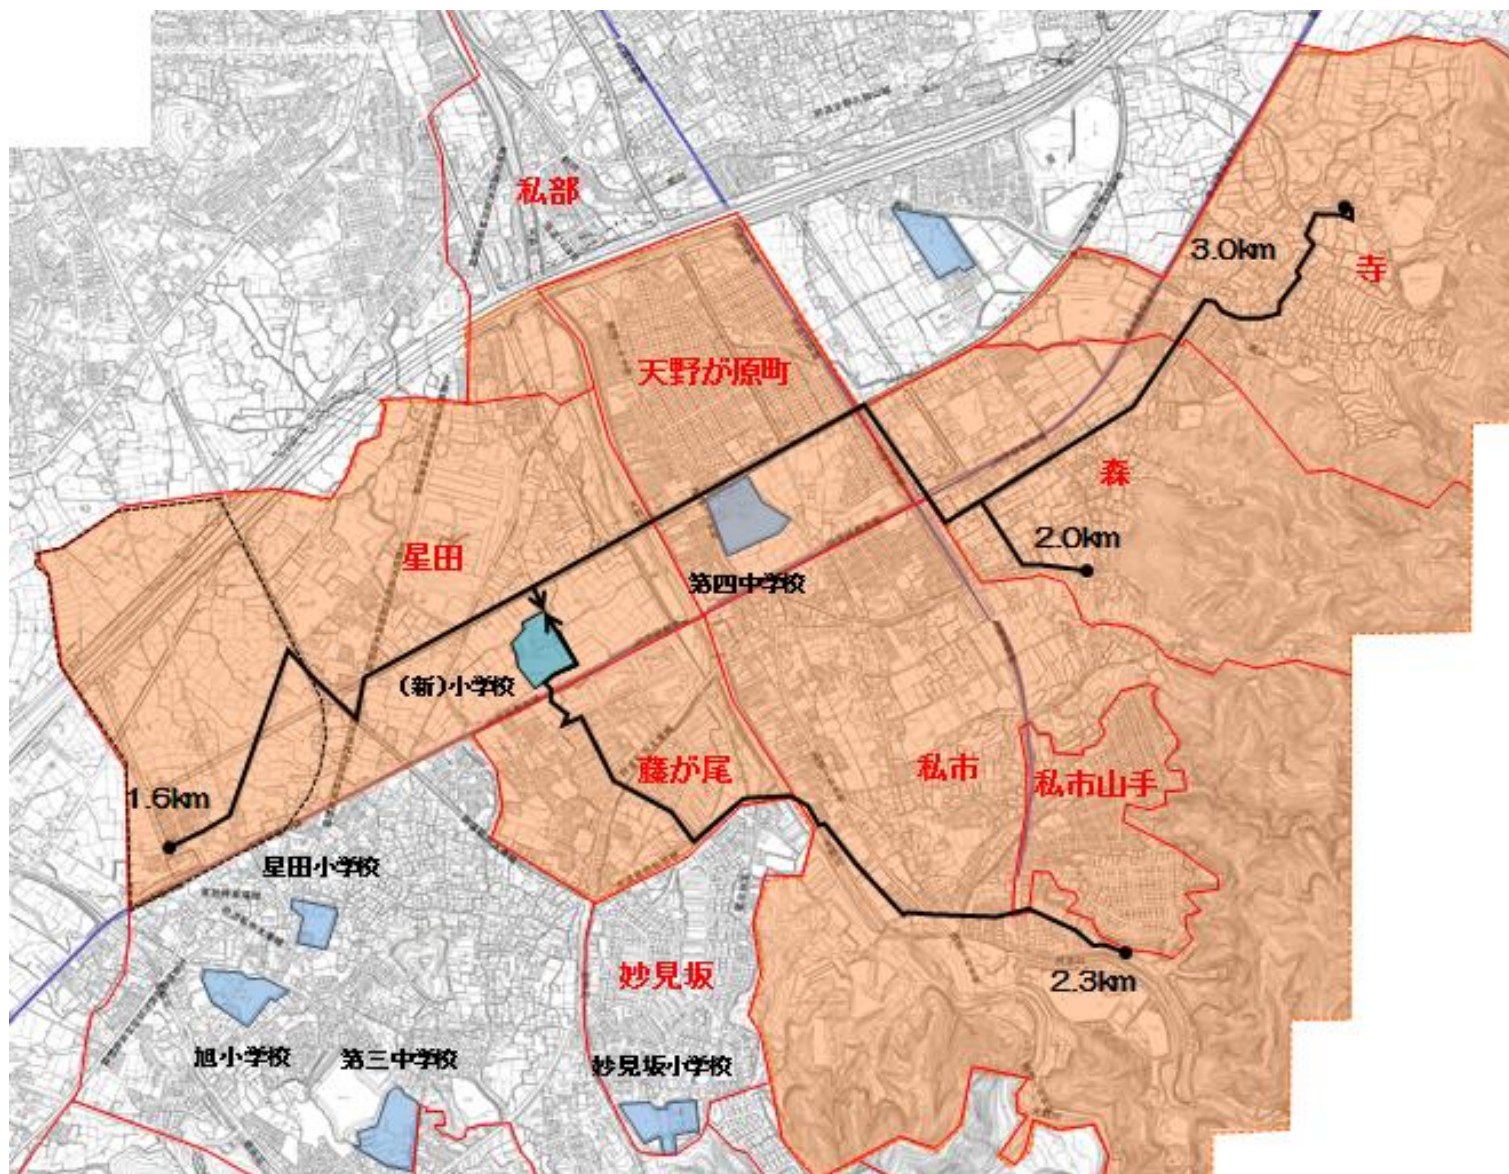 私部
3.0km
寺
天野が原町
森
2.0km
星田
第四中学校
(新)小学校
藤が尾
私市
私市山手
1.6km
星田小学校
妙見坂
2.3km
旭小学校
第三中学校
妙見坂小学校